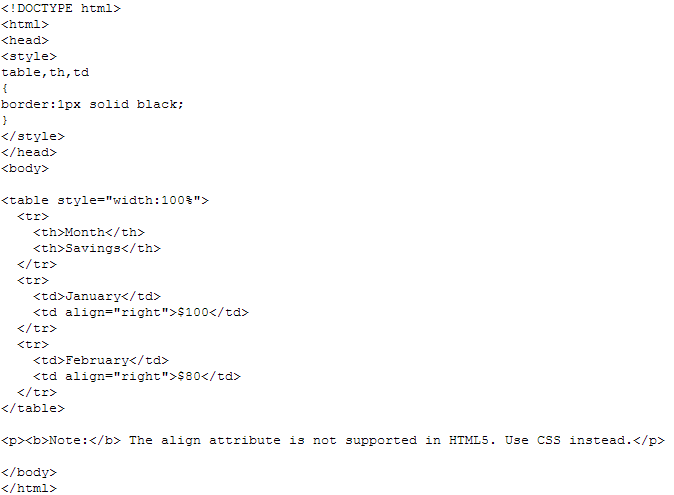 <!DOCTYPE html>
<html>
<head>
<style>
table,th,td
{
border:1px solid black;
}
</style>
</head>
<body>

<table style="width:100%">
  <tr>
    <th>Month</th>
    <th>Savings</th>
  </tr>
  <tr>
    <td>January</td>
    <td align="right">$100</td>
  </tr>
  <tr>
    <td>February</td>
    <td align="right">$80</td>
  </tr>
</table>

<p><b>Note:</b> The align attribute is not supported in HTML5. Use CSS instead.</p>

</body>
</html>